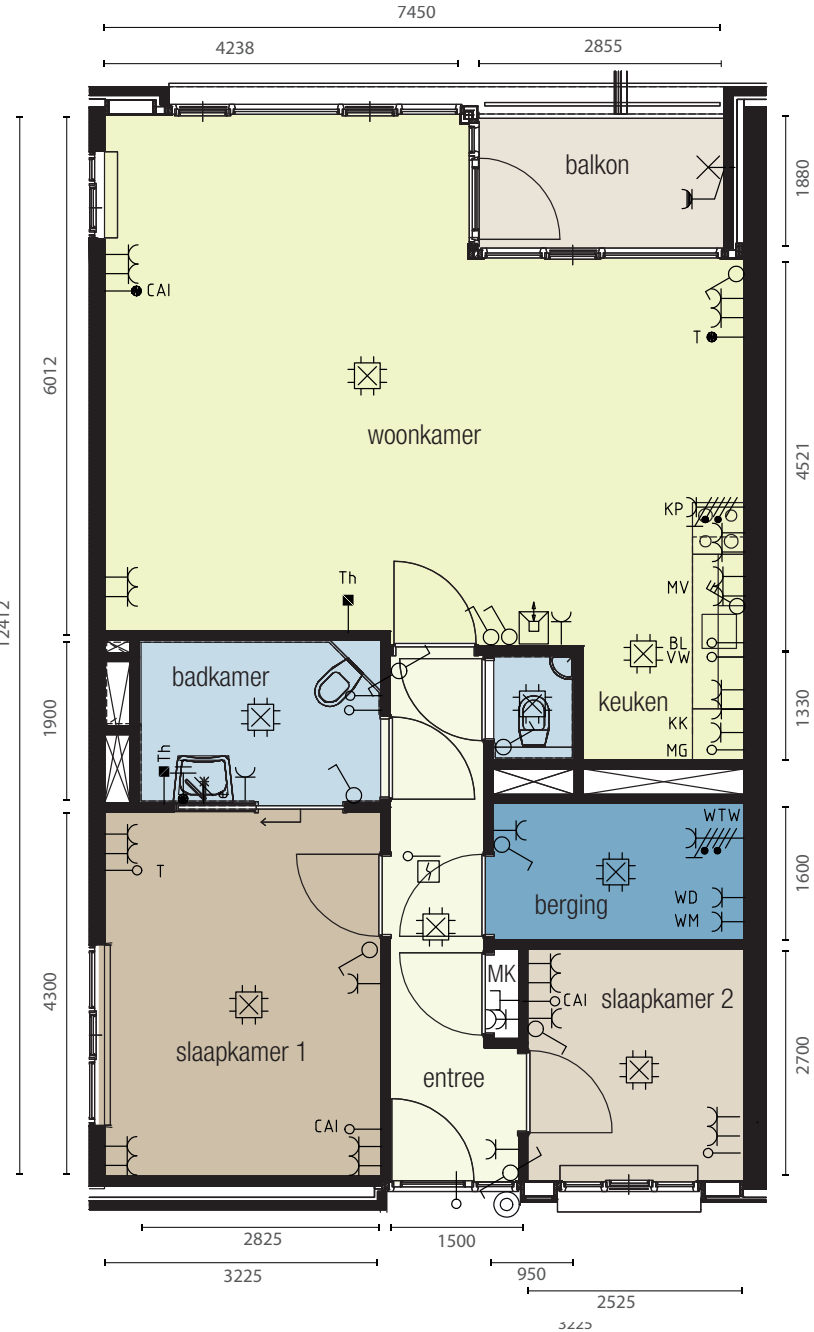 7450
4238
2855
balkon
1880
CAI
T
6012
woonkamer
4521
KP
12412
Th
MV
BL
VW
badkamer
keuken
1900
1330
KK
MG
Th
WTW
T
berging
WD
WM
1600
MK
CAI
slaapkamer 2
4300
slaapkamer 1
entree
2700
CAI
2825
1500
3225
950
2525
3225